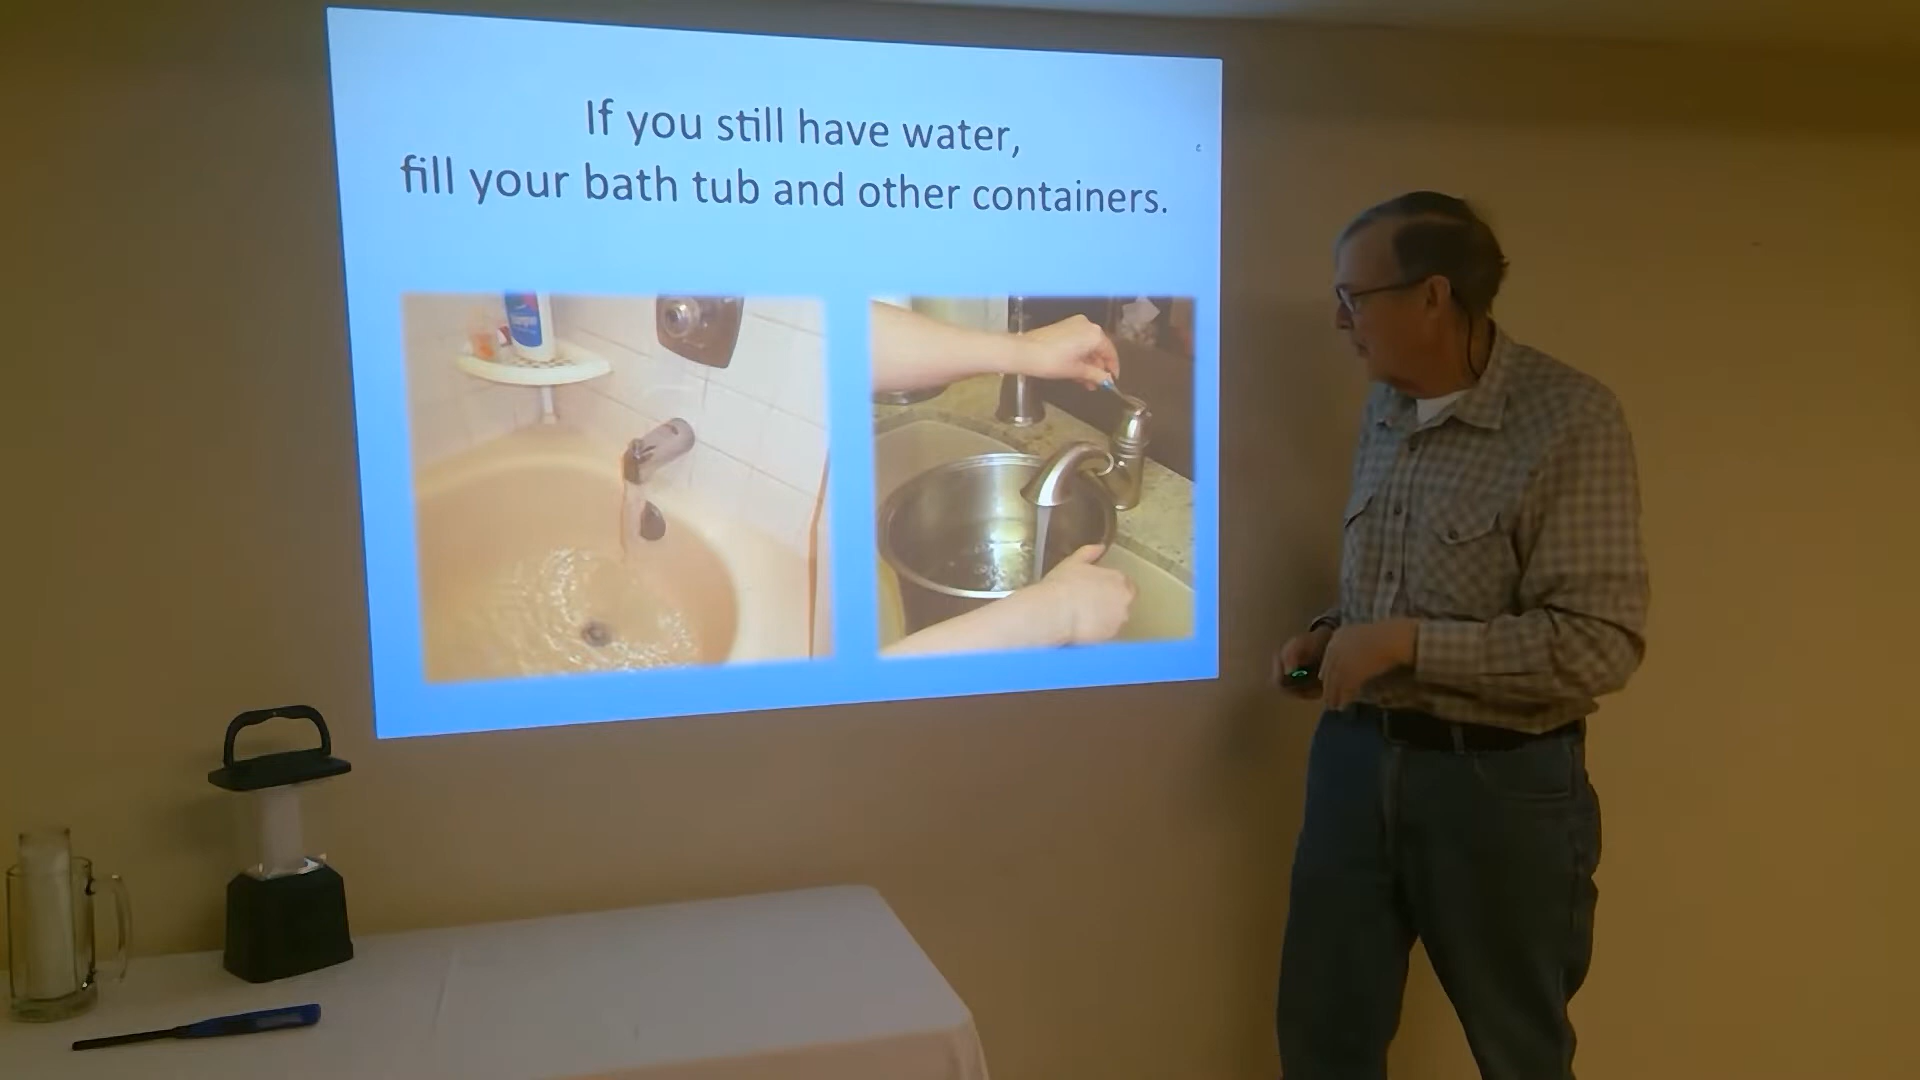 If you still have water,
fill your bath tub and other containers.